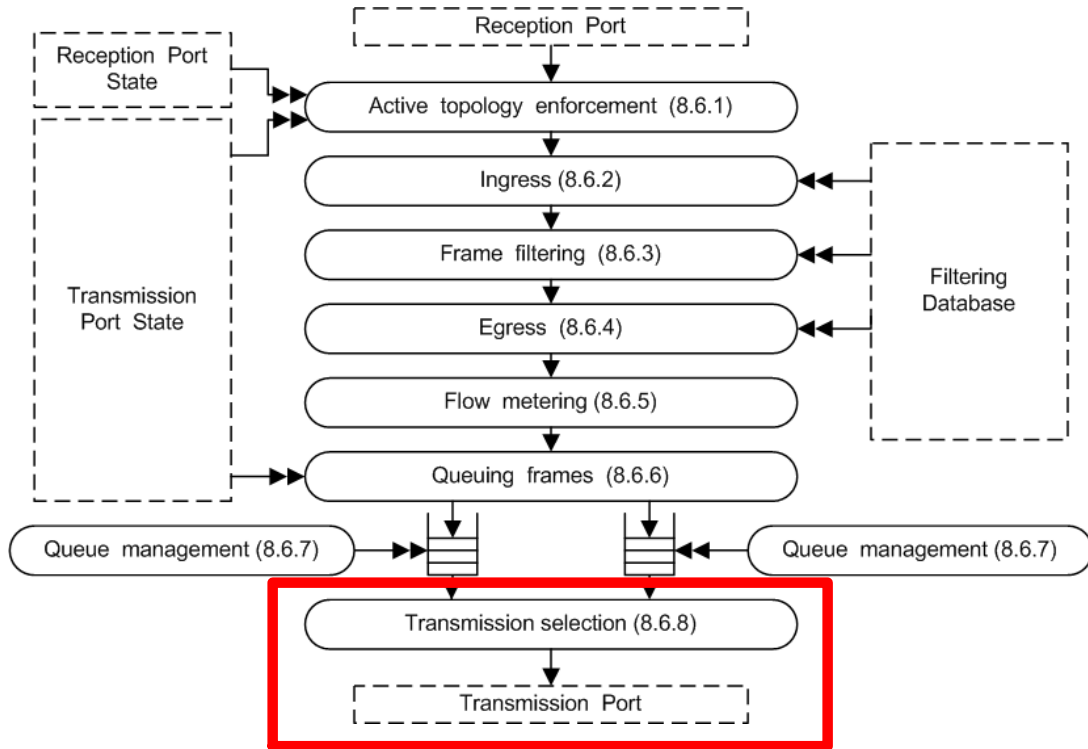 Reception Port
Reception Port
State
Active topology enforcement (8.6.1)
Ingress (8.6.2)
Frame filtering (8.6.3)
Filtering
Database
Transmission
Port State
Egress (8.6.4)
Flow metering (8.6.5)
Queuing frames (8.6.6)
Queue management (8.6.7)
Queue management (8.6.7)
Transmission selection (8.6.8)
Transmission Port